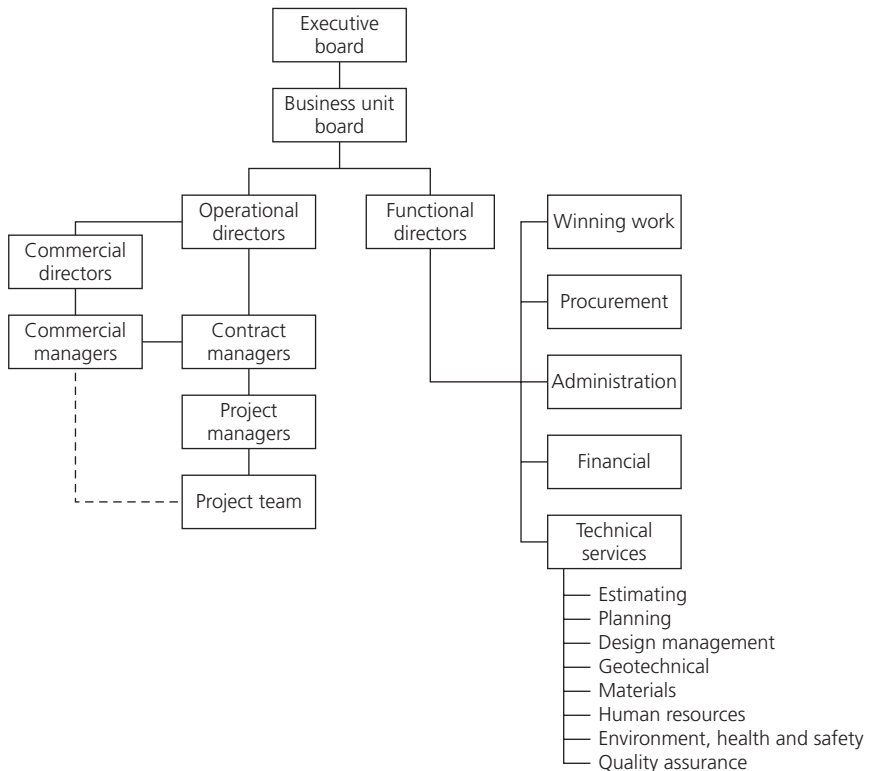 Executive
board
Business unit
board
Operational
directors
Functional
directors
Winning work
Commercial
directors
Procurement
Commercial
managers
Contract
managers
Administration
Project
managers
Financial
Project team
Technical
services
Estimating
Planning
Design management
Geotechnical
Materials
Human resources
Environment, health and safety
Quality assurance